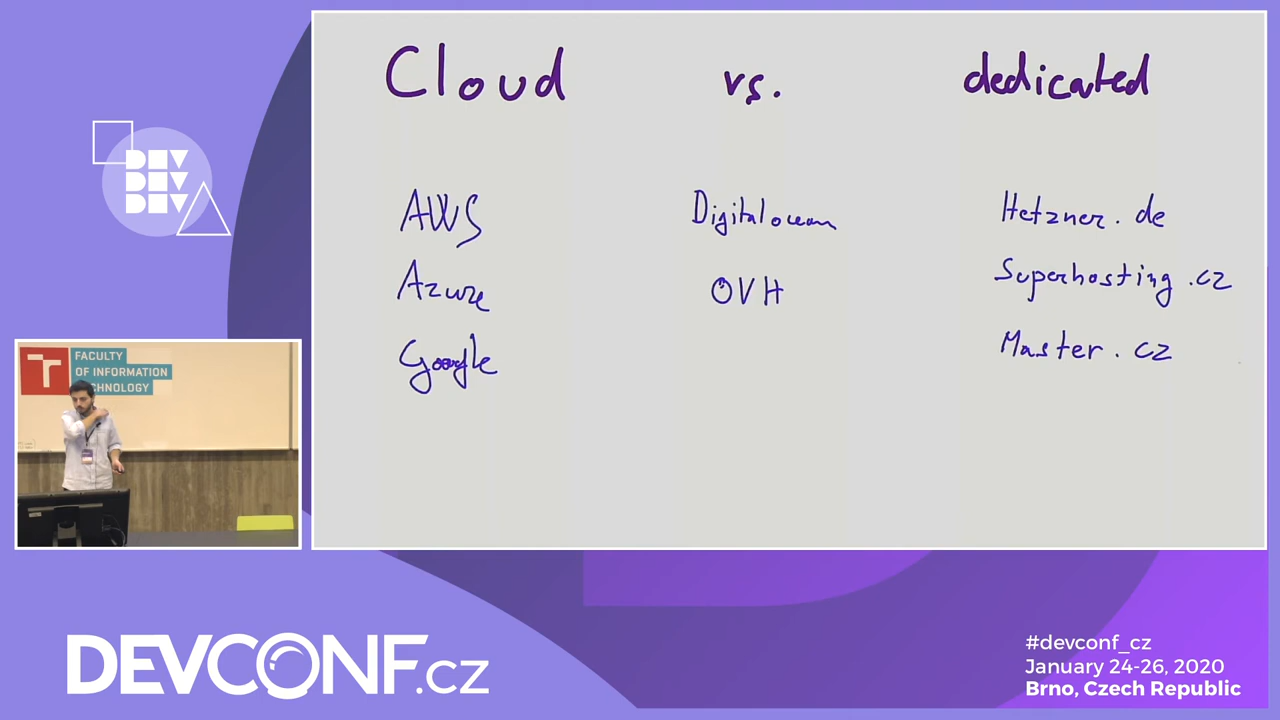 Cloud vs. dedicated
AWS Digitalocean Hetzner.de
Azure OVH Superhosting.cz
Google Master.cz
DEV
DEV
DEV
FACULTY
OF INFORMATION
TECHNOLOGY
DEVCONF.cz
#devconf_cz
January 24-26, 2020
Brno, Czech Republic